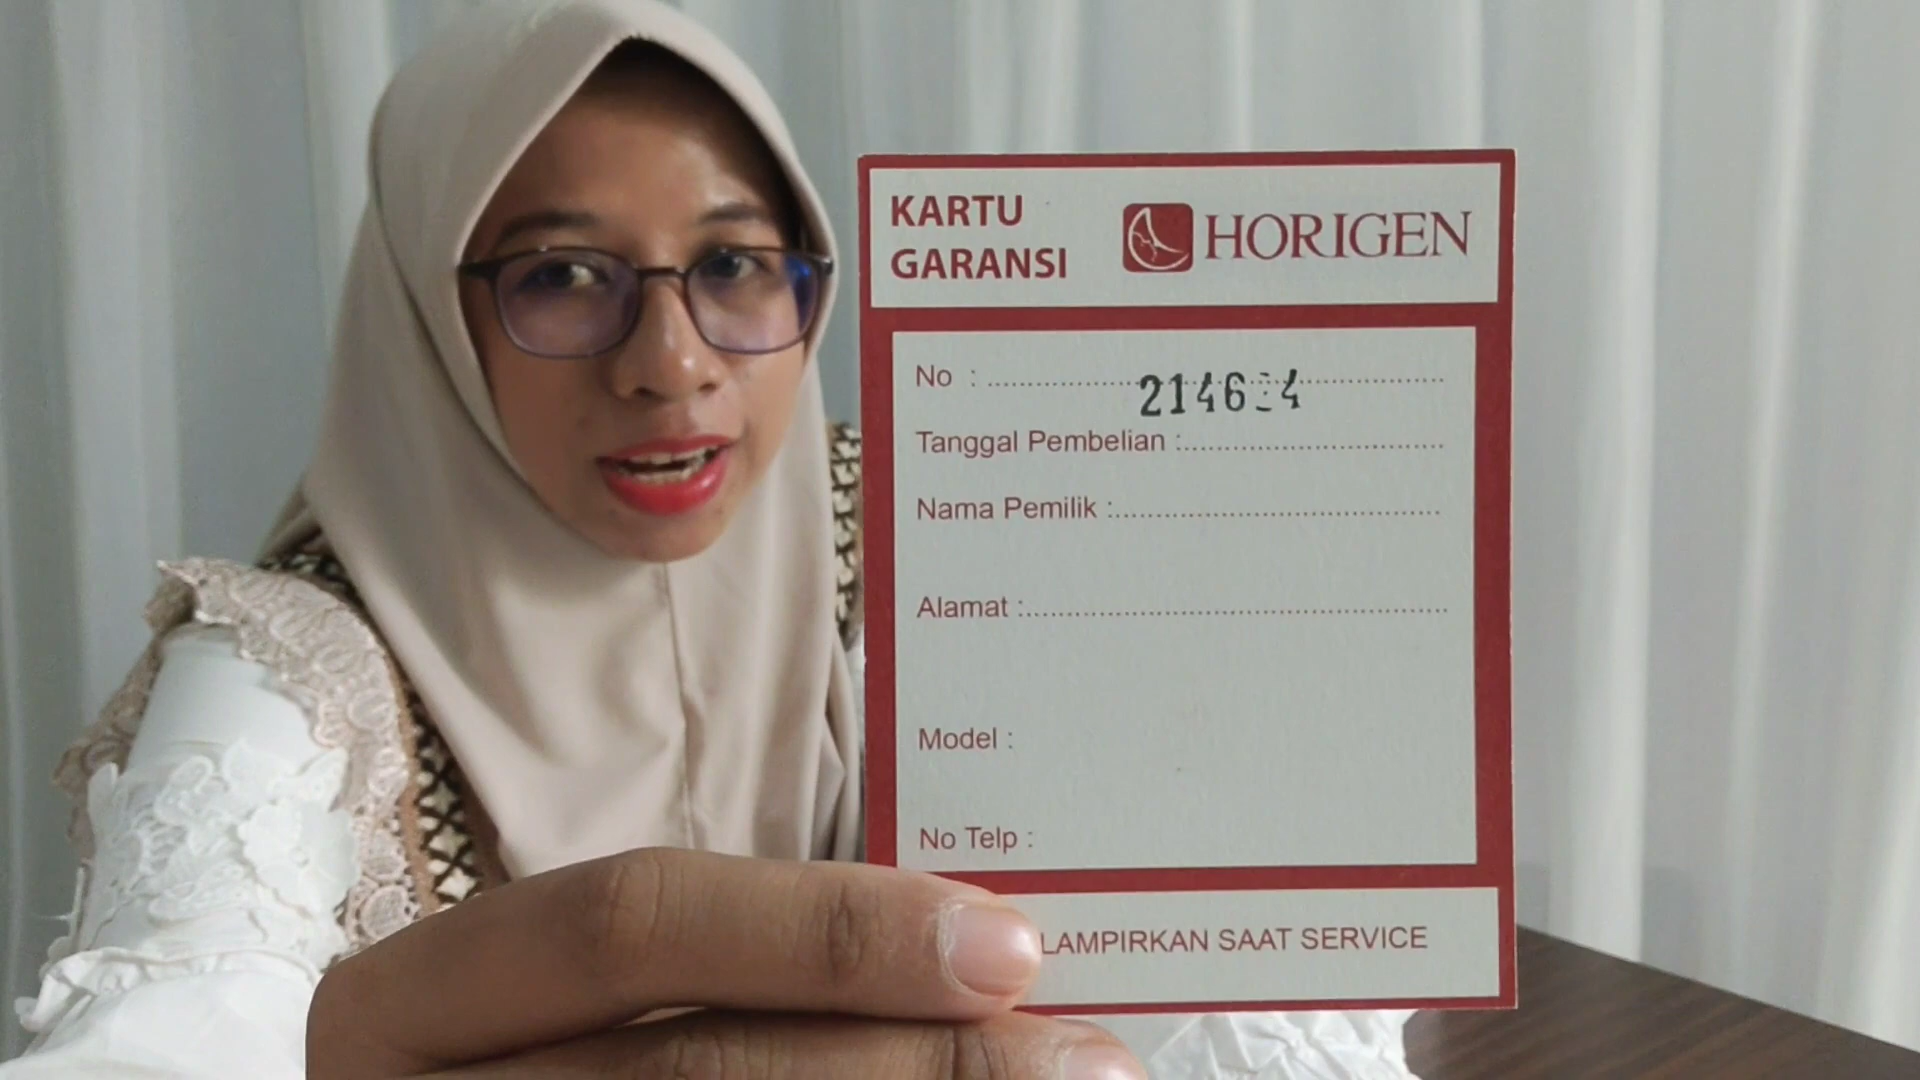 KARTU
GARANSI
HORIGEN
No :
Tanggal Pembelian :
Nama Pemilik :
Alamat :
Model :
No Telp :
LAMPIRKAN SAAT SERVICE